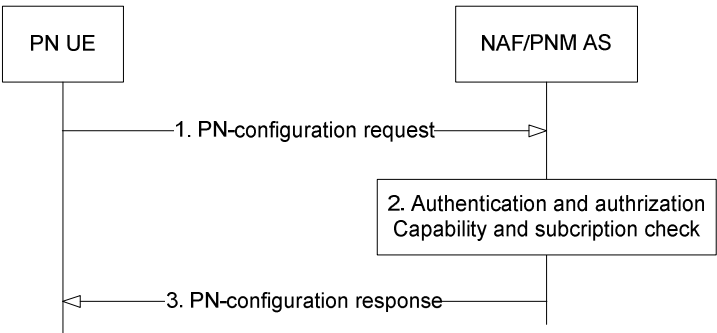 PN UE
NAF/PNM AS
1. PN-configuration request
2. Authentication and authrization
Capability and subcription check
3. PN-configuration response